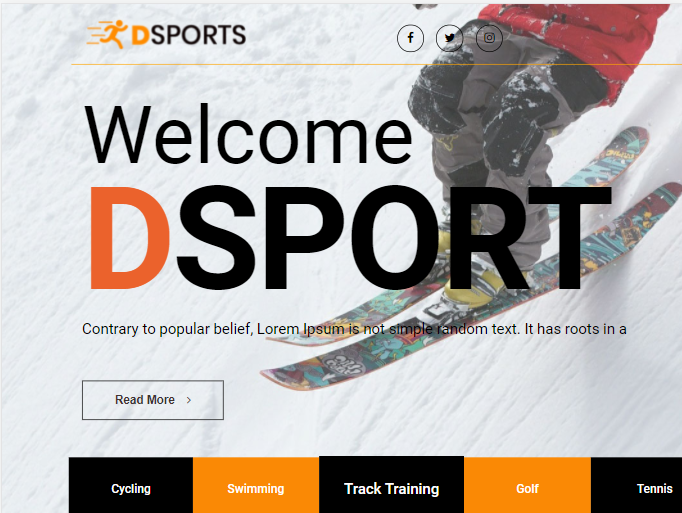 DSPORTS
Welcome
DSPORT
Contrary to popular belief, Lorem Ipsum is not simple random text. It has roots in a
Read More
Cycling
Swimming
Track Training
Golf
Tennis